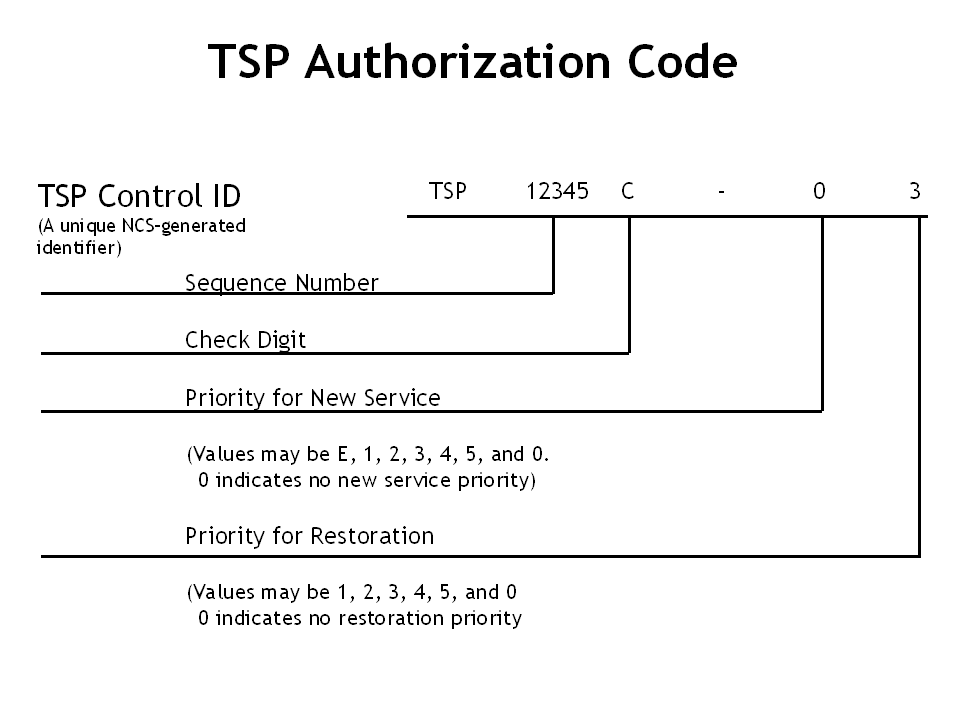 TSP Authorization Code
TSP Control ID
(A unique NCS-generated
identifier)
TSP 12345 C - 0 3
Sequence Number
Check Digit
Priority for New Service
(Values may be E, 1, 2, 3, 4, 5, and 0.
0 indicates no new service priority)
Priority for Restoration
(Values may be 1, 2, 3, 4, 5, and 0
0 indicates no restoration priority